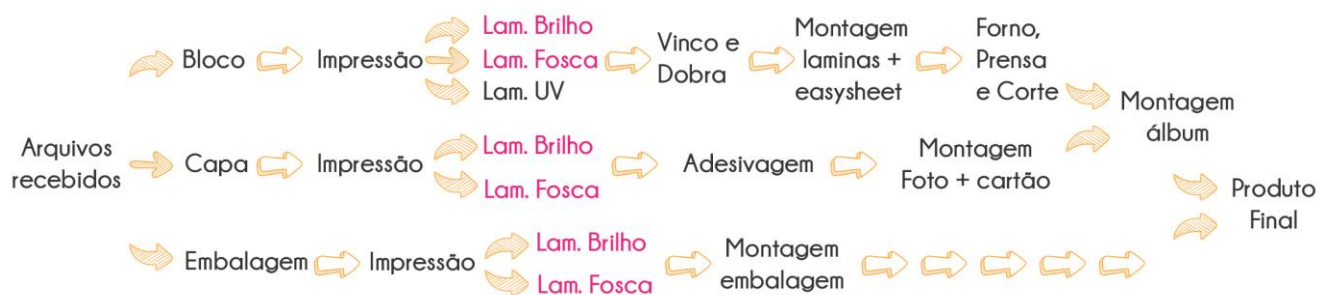 Arquivos
recebidos
Bloco
Impressão
Lam. Brilho
Lam. Fosca
Lam. UV
Vinco e
Dobra
Montagem
laminas +
easysheet
Forno,
Prensa
e Corte
Capa
Impressão
Lam. Brilho
Lam. Fosca
Adesivagem
Montagem
Foto + cartão
Montagem
álbum
Embalagem
Impressão
Lam. Brilho
Lam. Fosca
Montagem
embalagem
Produto
Final